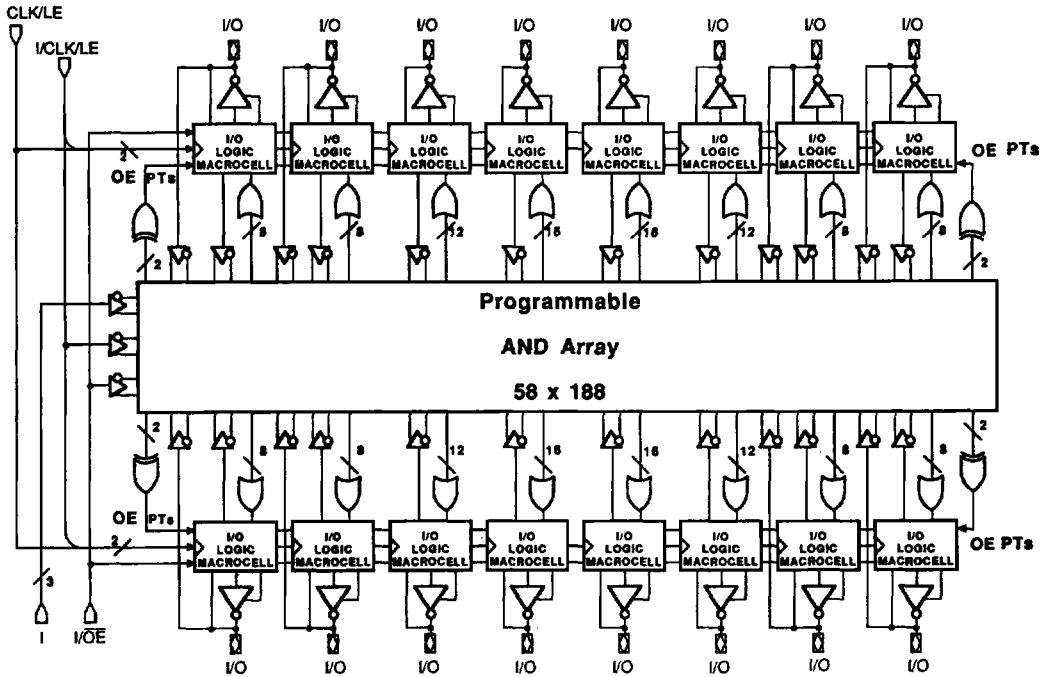 CLK/LE
I/CLK/LE
I/O I/O I/O I/O I/O I/O I/O I/O
I/O LOGIC MACROCELL
I/O LOGIC MACROCELL
I/O LOGIC MACROCELL
I/O LOGIC MACROCELL
I/O LOGIC MACROCELL
I/O LOGIC MACROCELL
I/O LOGIC MACROCELL
I/O LOGIC MACROCELL
2
OE PTs
OE PTs
8 8 12 16 16 12 8 8
2 2
Programmable
AND Array
58 x 188
2 2
8 8 12 16 16 12 8 8
OE PTs
OE PTs
2
I/O LOGIC MACROCELL
I/O LOGIC MACROCELL
I/O LOGIC MACROCELL
I/O LOGIC MACROCELL
I/O LOGIC MACROCELL
I/O LOGIC MACROCELL
I/O LOGIC MACROCELL
I/O LOGIC MACROCELL
3
I
I/O̅E̅
I/O I/O I/O I/O I/O I/O I/O I/O